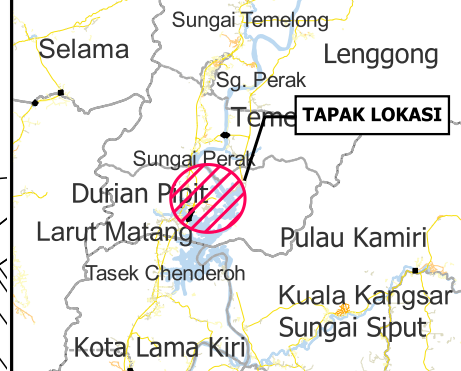 Sungai Temelong
Selama
Lenggong
Sg. Perak
Teme
TAPAK LOKASI
Sungai Perak
Durian Pipit
Larut Matang
Pulau Kamiri
Tasek Chenderoh
Kuala Kangsar
Sungai Siput
Kota Lama Kiri